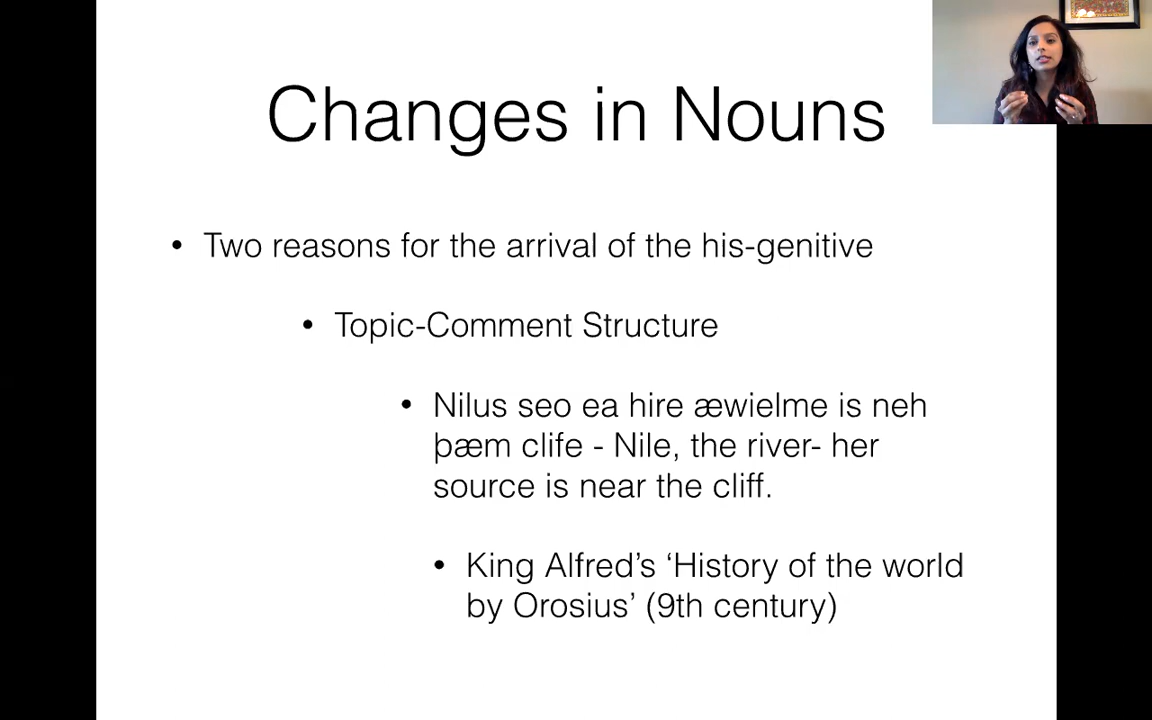 Changes in Nouns
• Two reasons for the arrival of the his-genitive
• Topic-Comment Structure
• Nilus seo ea hire æwielme is neh
þæm clife - Nile, the river- her
source is near the cliff.
• King Alfred’s ‘History of the world
by Orosius’ (9th century)